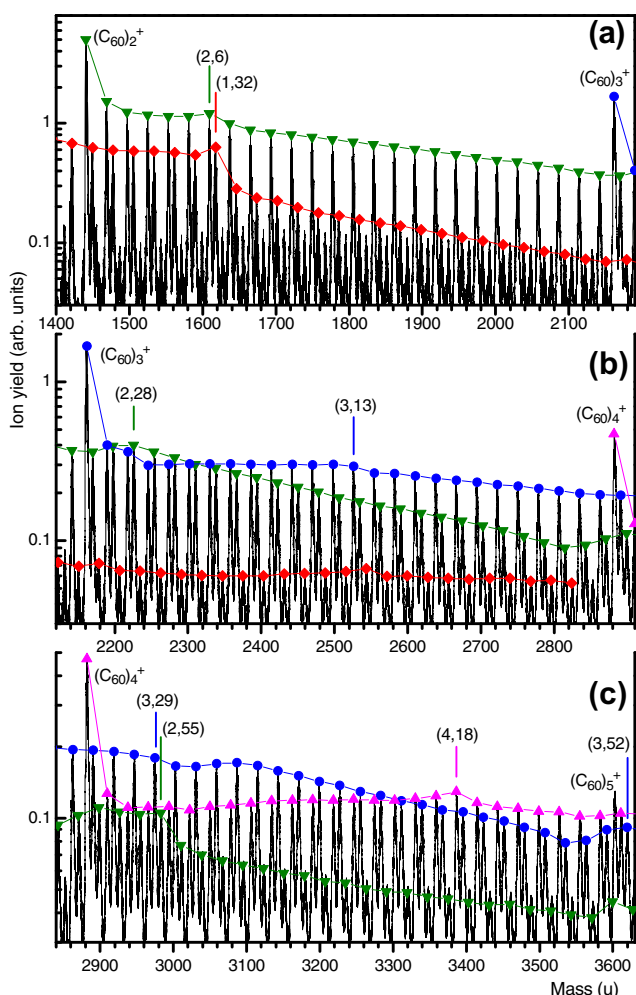 (a)
(C60)2+
(2,6)
(1,32)
(C60)3+
1
0.1
1400 1500 1600 1700 1800 1900 2000 2100
Ion yield (arb. units)
(b)
(C60)3+
(2,28)
(3,13)
(C60)4+
1
0.1
2200 2300 2400 2500 2600 2700 2800
(c)
(C60)4+
(3,29)
(2,55)
(4,18)
(3,52)
(C60)5+
0.1
2900 3000 3100 3200 3300 3400 3500 3600
Mass (u)